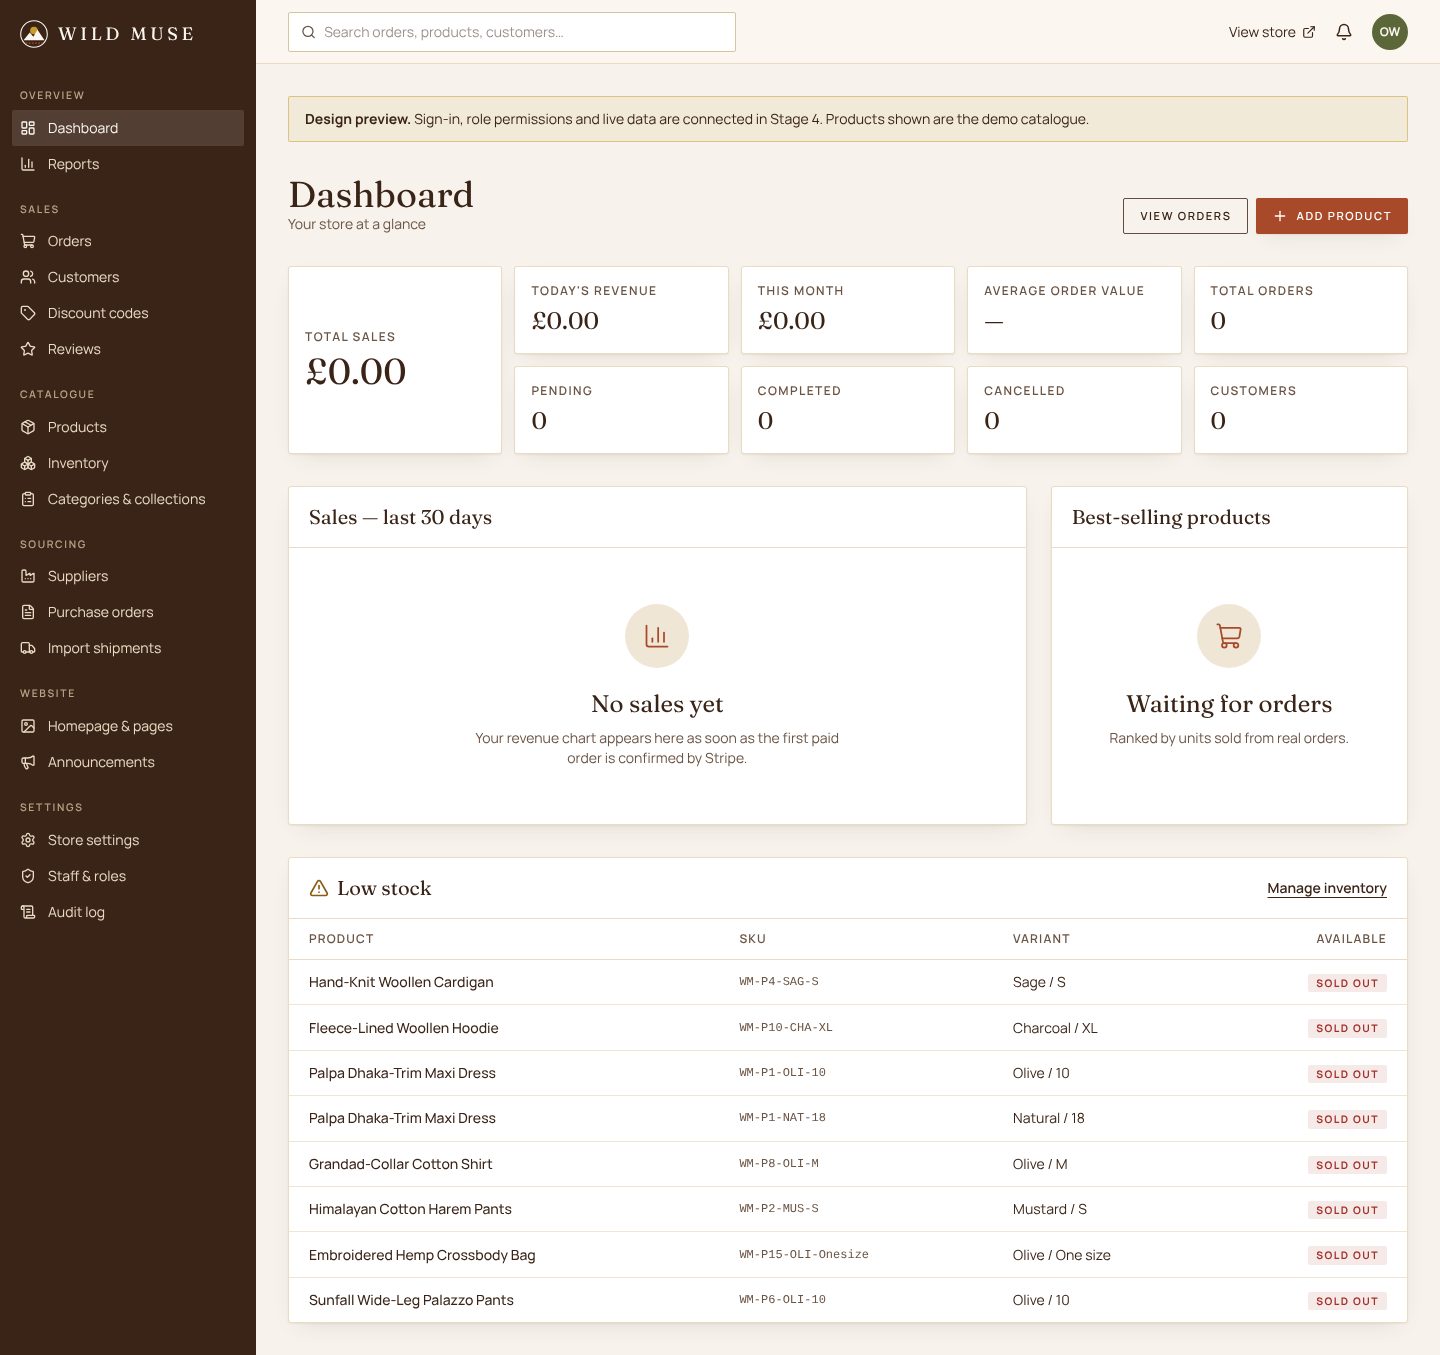 WILD MUSE
Search orders, products, customers...
View store
OW
OVERVIEW
Dashboard
Reports
SALES
Orders
Customers
Discount codes
Reviews
CATALOGUE
Products
Inventory
Categories & collections
SOURCING
Suppliers
Purchase orders
Import shipments
WEBSITE
Homepage & pages
Announcements
SETTINGS
Store settings
Staff & roles
Audit log
Design preview. Sign-in, role permissions and live data are connected in Stage 4. Products shown are the demo catalogue.
Dashboard
Your store at a glance
VIEW ORDERS
ADD PRODUCT
TOTAL SALES
£0.00
TODAY'S REVENUE
£0.00
THIS MONTH
£0.00
AVERAGE ORDER VALUE
—
TOTAL ORDERS
0
PENDING
0
COMPLETED
0
CANCELLED
0
CUSTOMERS
0
Sales — last 30 days
No sales yet
Your revenue chart appears here as soon as the first paid
order is confirmed by Stripe.
Best-selling products
Waiting for orders
Ranked by units sold from real orders.
Low stock
Manage inventory
PRODUCT SKU VARIANT AVAILABLE
Hand-Knit Woollen Cardigan WM-P4-SAG-S Sage / S SOLD OUT
Fleece-Lined Woollen Hoodie WM-P10-CHA-XL Charcoal / XL SOLD OUT
Palpa Dhaka-Trim Maxi Dress WM-P1-OLI-10 Olive / 10 SOLD OUT
Palpa Dhaka-Trim Maxi Dress WM-P1-NAT-18 Natural / 18 SOLD OUT
Grandad-Collar Cotton Shirt WM-P8-OLI-M Olive / M SOLD OUT
Himalayan Cotton Harem Pants WM-P2-MUS-S Mustard / S SOLD OUT
Embroidered Hemp Crossbody Bag WM-P15-OLI-Onesize Olive / One size SOLD OUT
Sunfall Wide-Leg Palazzo Pants WM-P6-OLI-10 Olive / 10 SOLD OUT